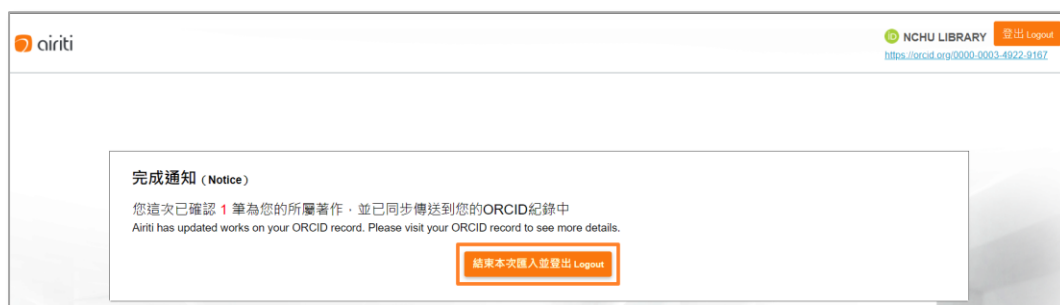 airiti
iD NCHU LIBRARY 登出 Logout
https://orcid.org/0000-0003-4922-9167
完成通知（Notice）
您這次已確認 1 筆為您的所屬著作，並已同步傳送到您的ORCID紀錄中
Airiti has updated works on your ORCID record. Please visit your ORCID record to see more details.
結束本次匯入並登出 Logout